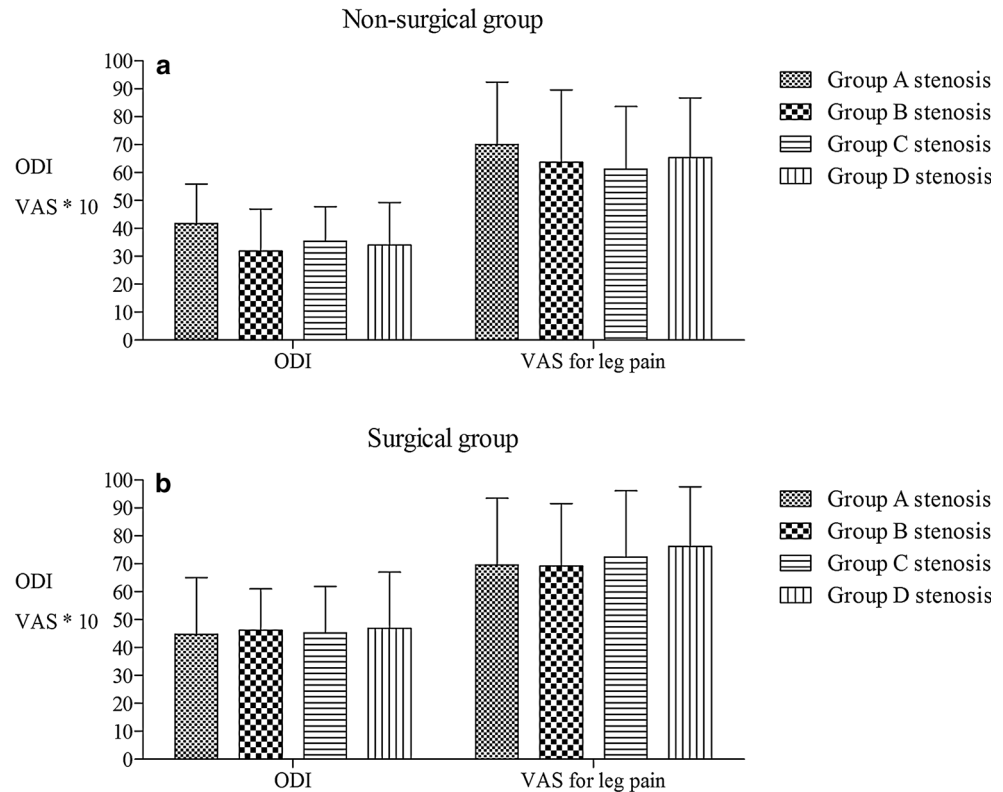 Non-surgical group
a
100
90
80
70
60
50
40
30
20
10
0
ODI
VAS * 10
ODI
VAS for leg pain
Group A stenosis
Group B stenosis
Group C stenosis
Group D stenosis
Surgical group
b
100
90
80
70
60
50
40
30
20
10
0
ODI
VAS * 10
ODI
VAS for leg pain
Group A stenosis
Group B stenosis
Group C stenosis
Group D stenosis